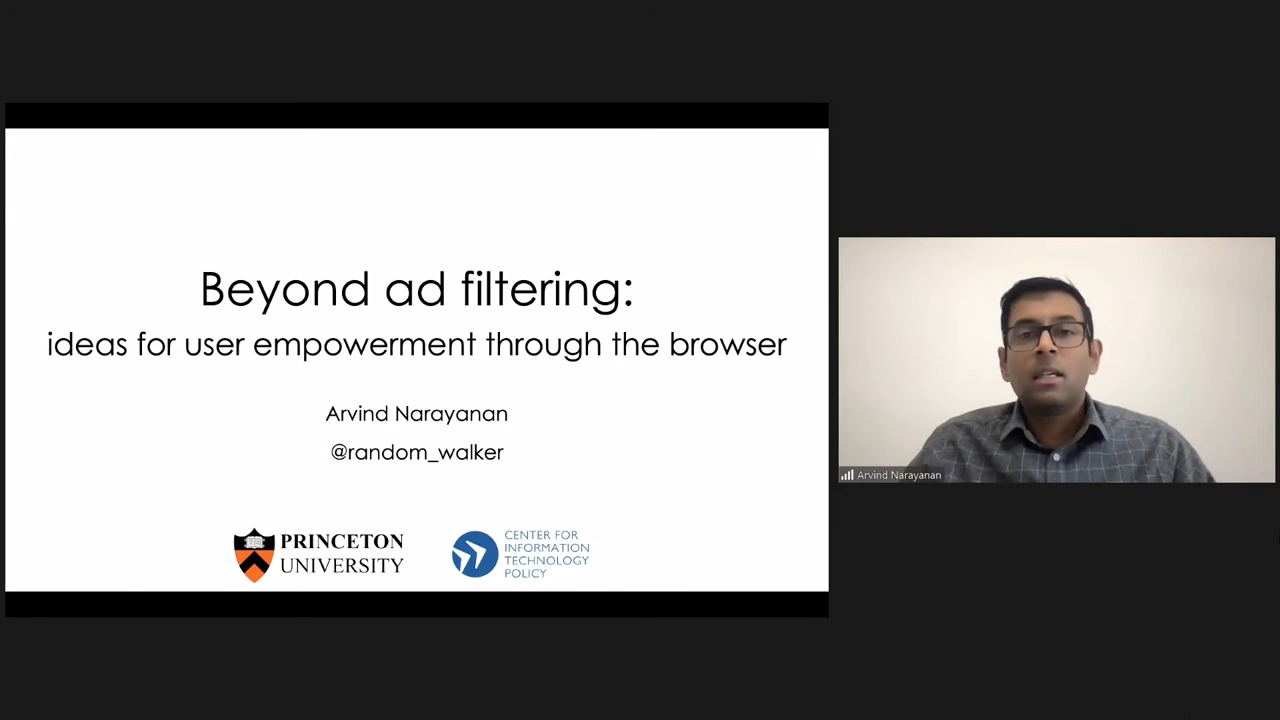 Beyond ad filtering:
ideas for user empowerment through the browser
Arvind Narayanan
@random_walker
PRINCETON
UNIVERSITY
CENTER FOR
INFORMATION
TECHNOLOGY
POLICY
Arvind Narayanan